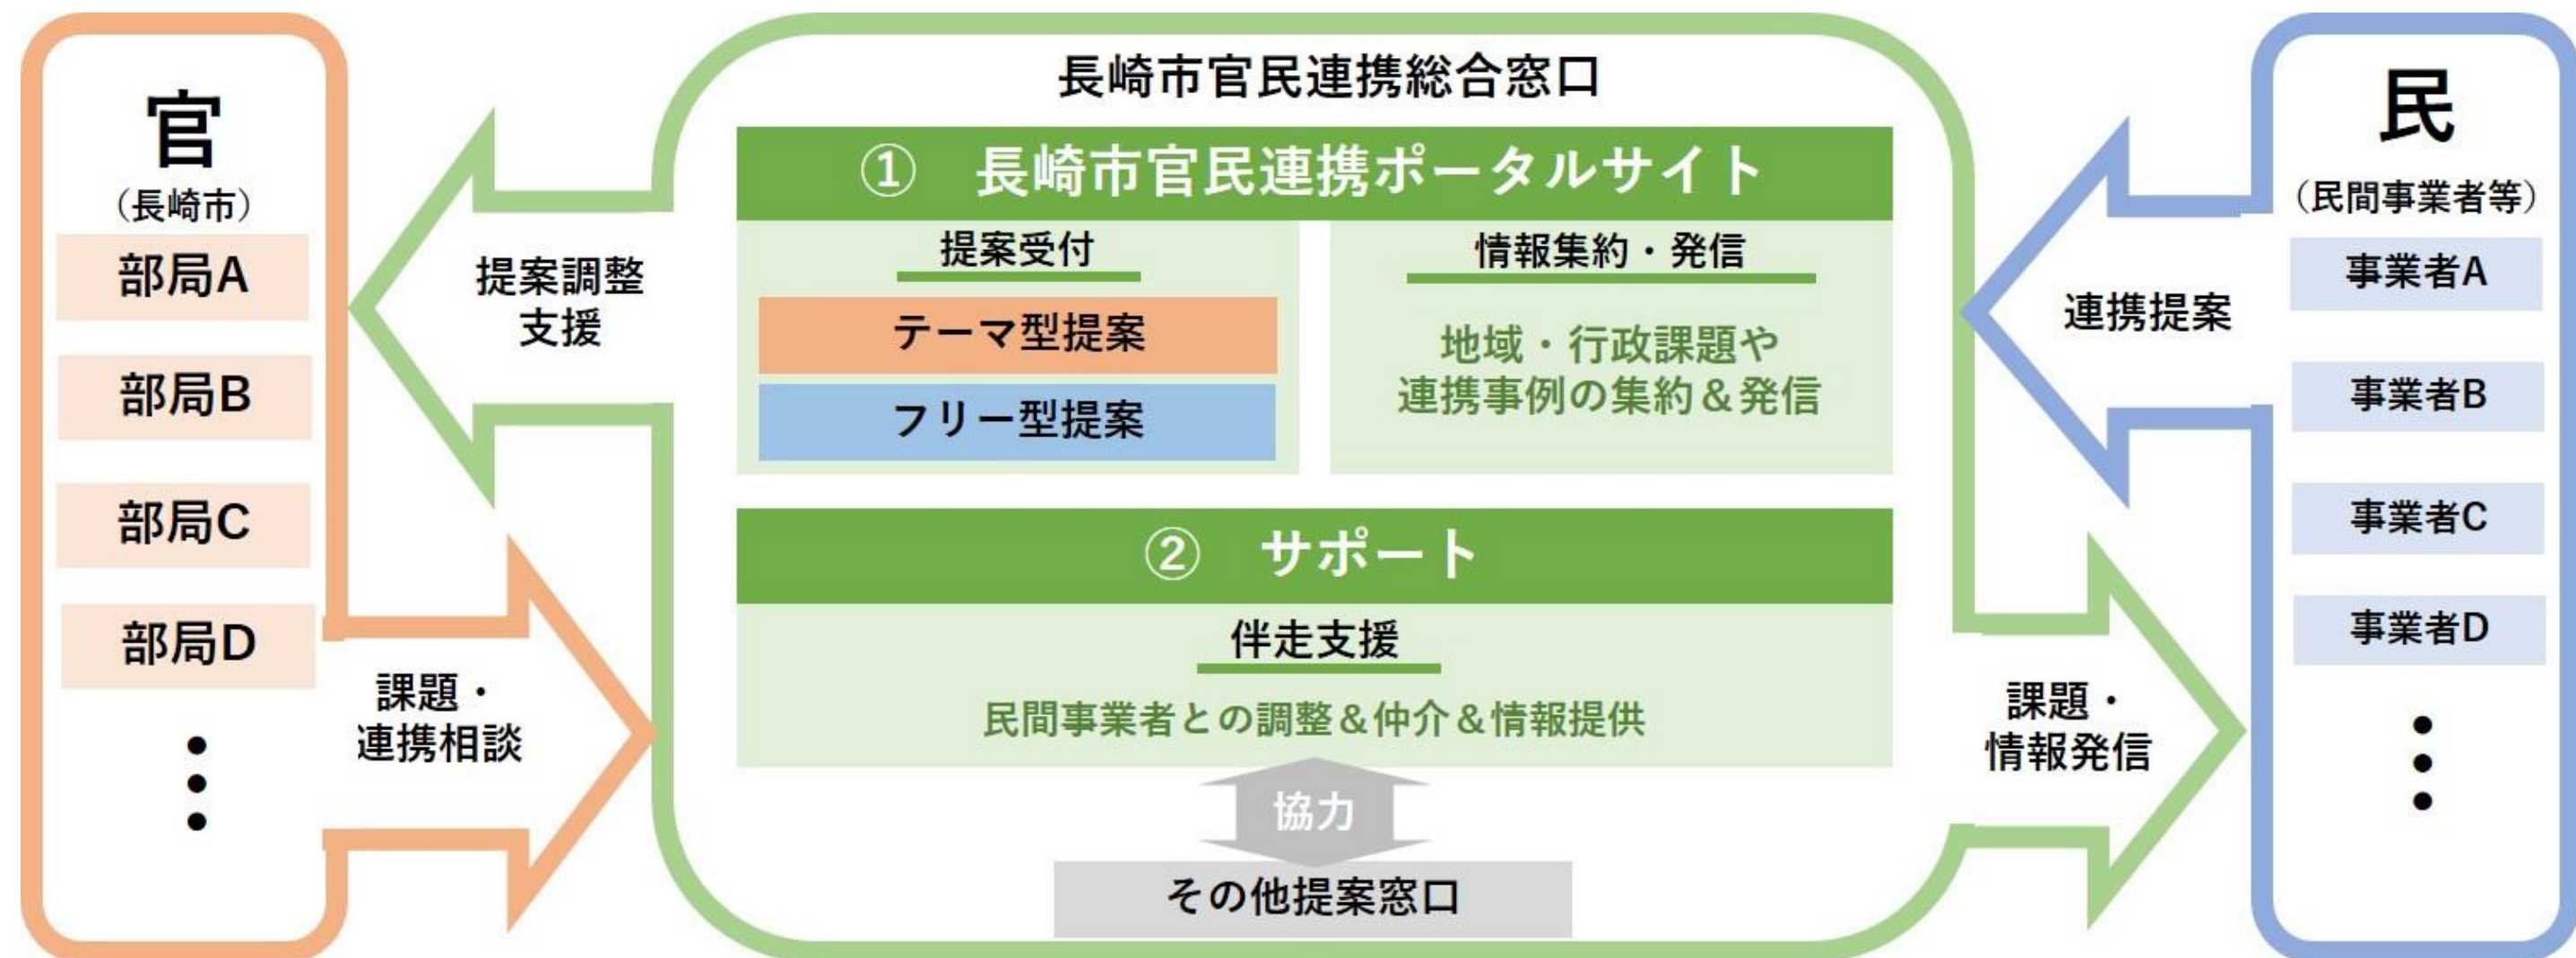 官
（長崎市）
部局A
部局B
部局C
部局D
提案調整
支援
課題・
連携相談
長崎市官民連携総合窓口
① 長崎市官民連携ポータルサイト
提案受付
テーマ型提案
フリー型提案
情報集約・発信
地域・行政課題や
連携事例の集約＆発信
② サポート
伴走支援
民間事業者との調整＆仲介＆情報提供
協力
その他提案窓口
連携提案
課題・
情報発信
民
（民間事業者等）
事業者A
事業者B
事業者C
事業者D